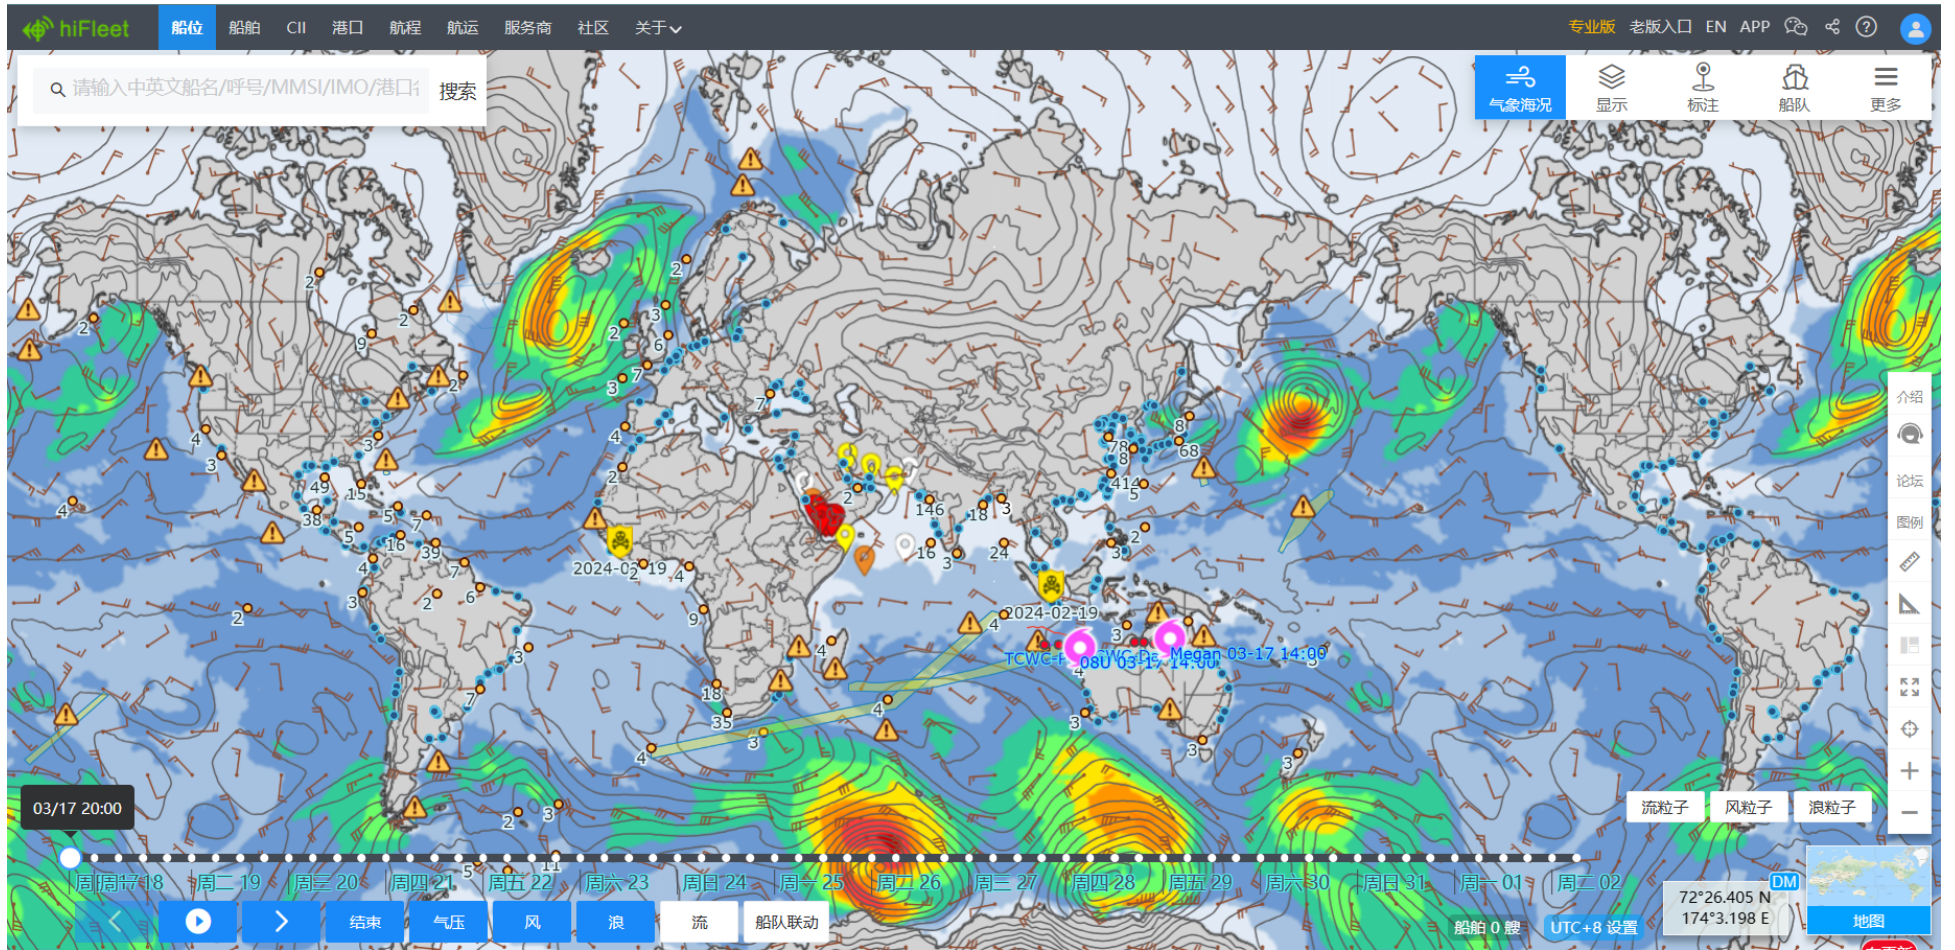 hiFleet 船位 船舶 CII 港口 航程 航运 服务商 社区 关于 专业版 老版入口 EN APP
请输入中英文船名/呼号/MMSI/IMO/港口 搜索
气象海况 显示 标注 船队 更多
介绍
论坛
图例
2024-02-19
2024-02-19
08U 03-17 14:00
Megan 03-17 14:00
03/17 20:00
流粒子 风粒子 浪粒子
周二 19 周三 20 周四 21 周五 22 周六 23 周日 24 周一 25 周二 26 周三 27 周四 28 周五 29 周六 30 周日 31 周一 01 周二 02
结束 气压 风 浪 流 船队联动
船舶 0 艘 UTC+8 设置
DM
72°26.405 N
174°3.198 E
地图